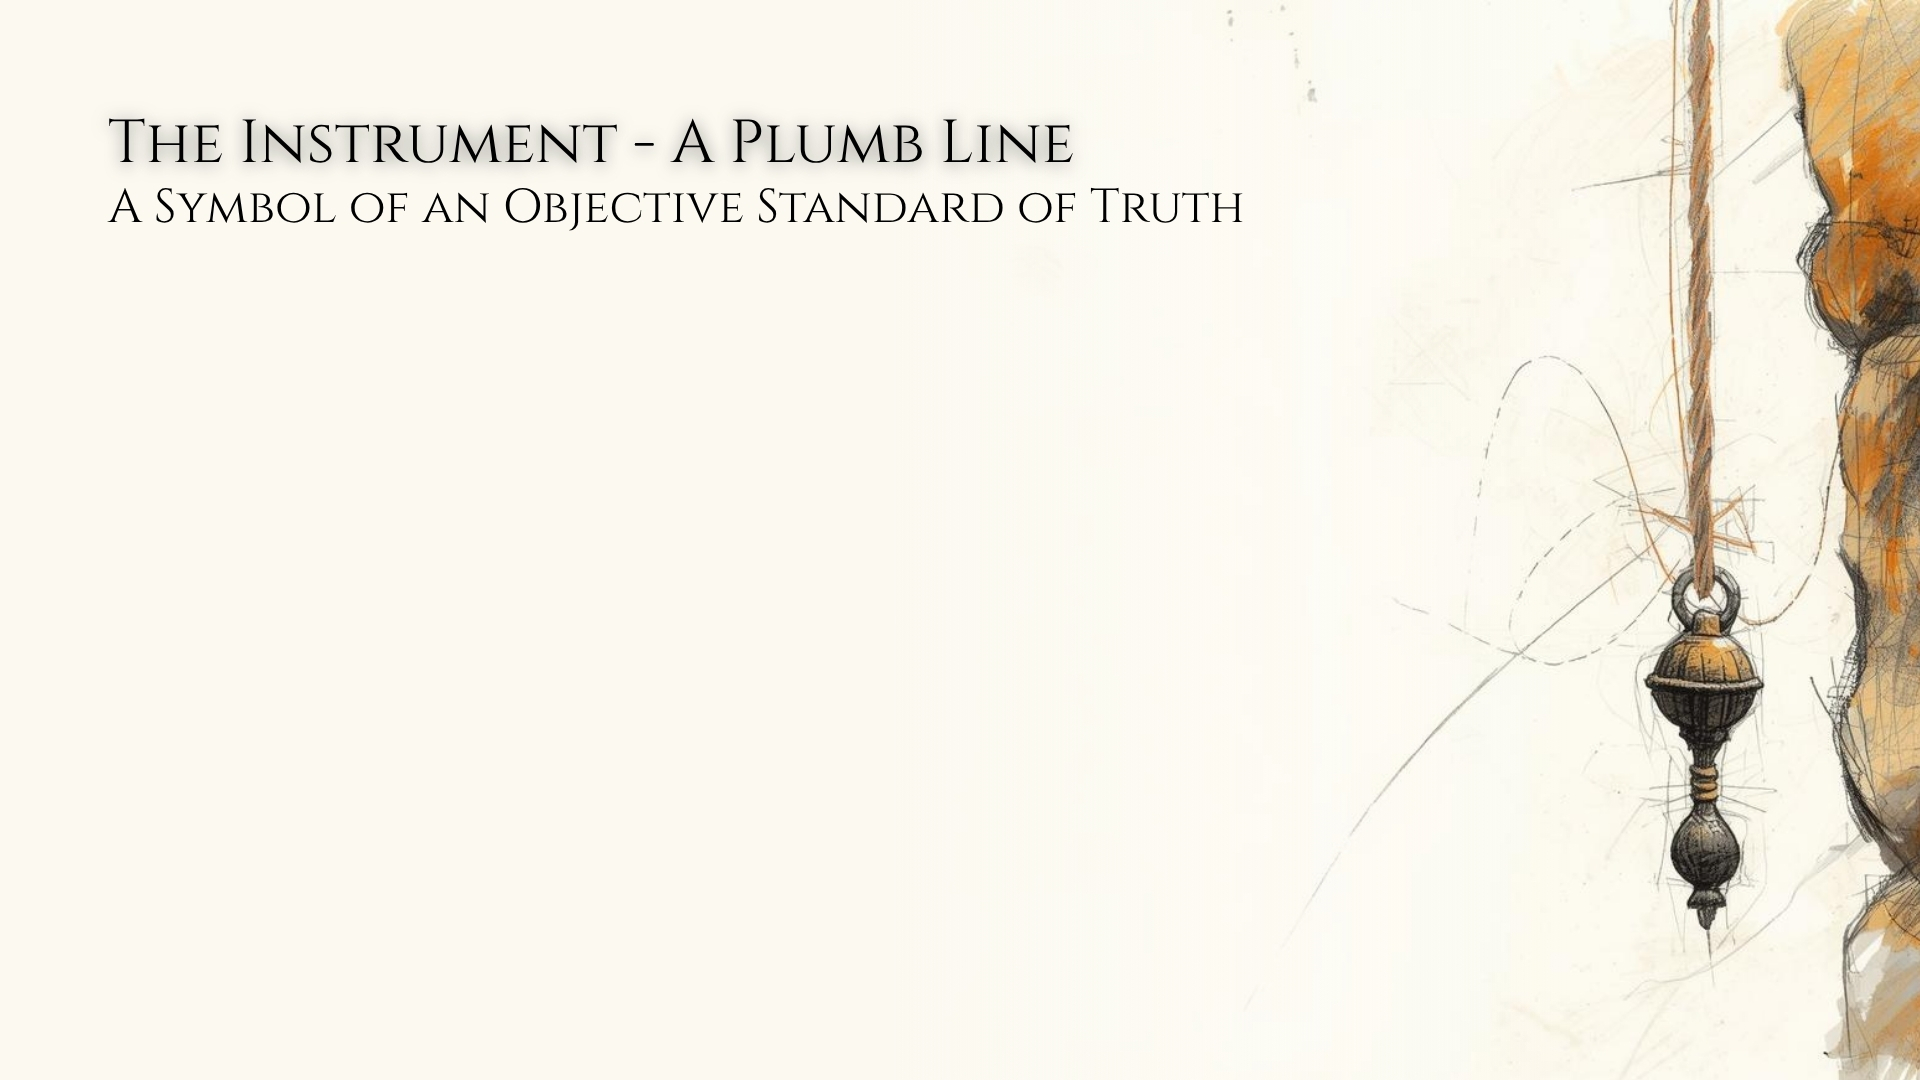 The Instrument - A Plumb Line
A Symbol of an Objective Standard of Truth